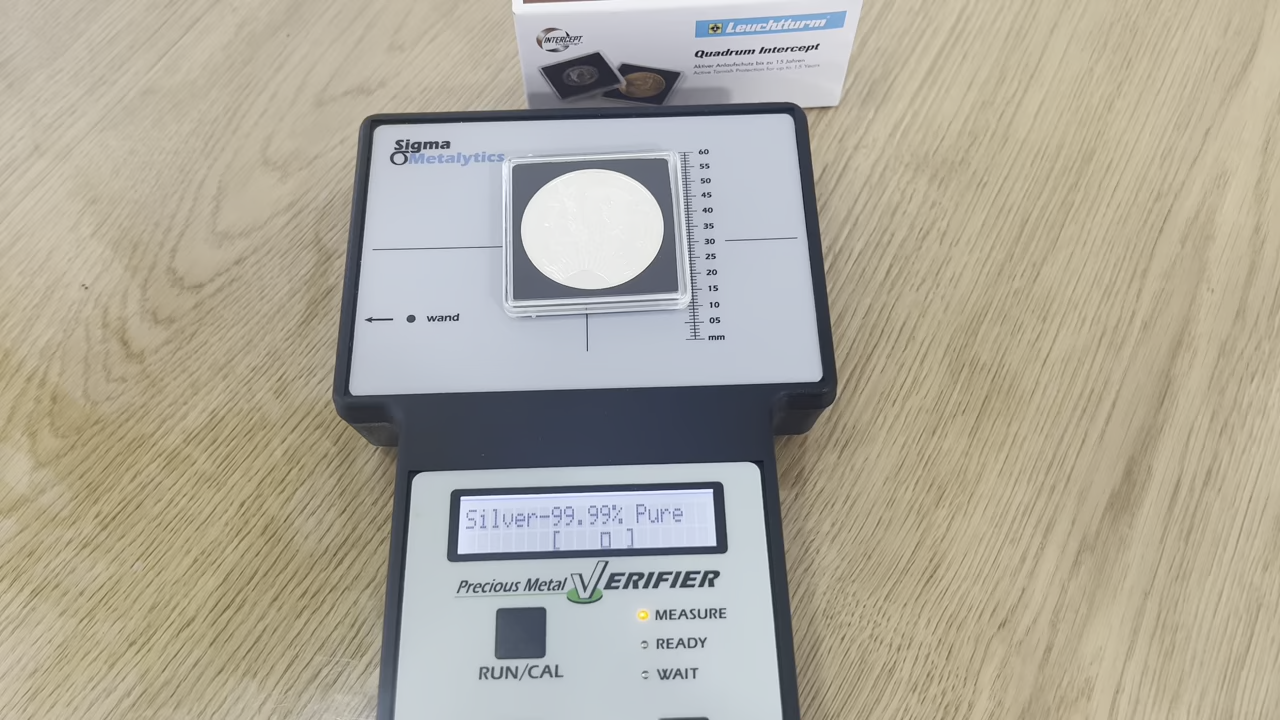 INTERCEPT
Leuchtturm
Quadrum Intercept
Aktiver Anlaufschutz bis zu 15 Jahren
Active Tarnish Protection for up to 15 Years
Sigma
Metalytics
60
55
50
45
40
35
30
25
20
15
10
05
mm
wand
Silver-99.99% Pure
[ ]
Precious Metal VERIFIER
MEASURE
READY
WAIT
RUN/CAL